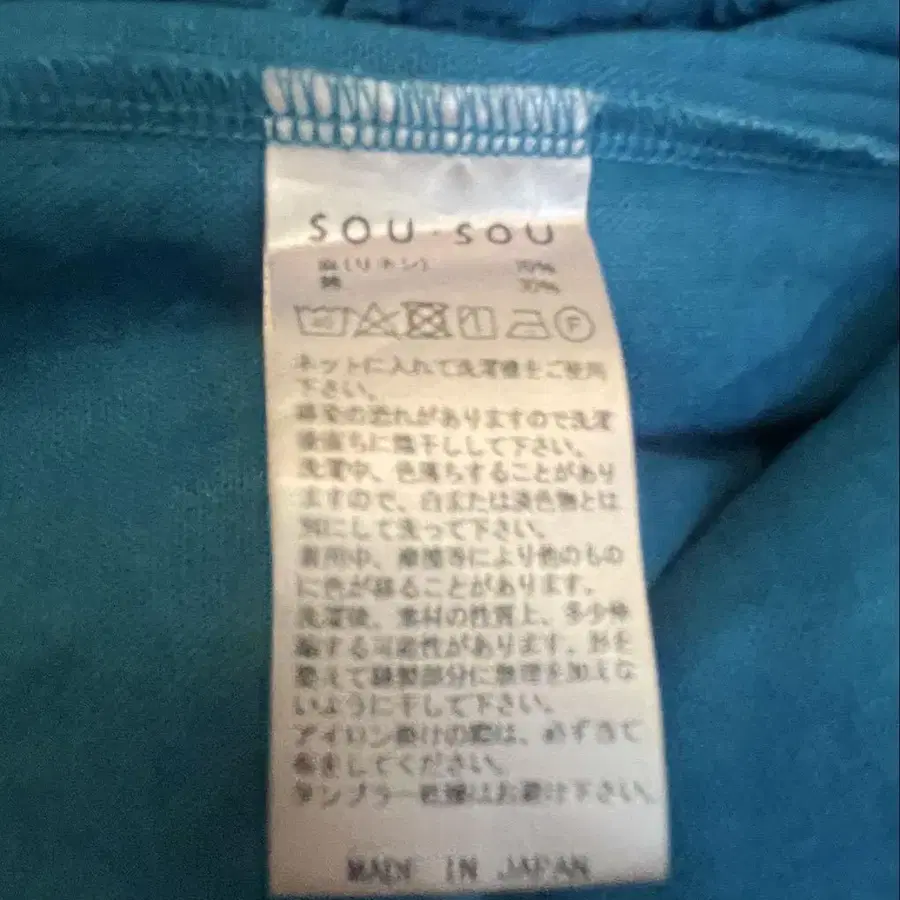 SOU・SOU
麻(リネン) 70%
綿 30%
F
ネットに入れて洗濯機をご使用
下さい。
移染の恐れがありますので洗濯
後直ちに陰干しして下さい。
洗濯中、色落ちすることがあり
ますので、白または淡色物とは
別にして洗って下さい。
着用中、摩擦等により他のもの
に色が移ることがあります。
洗濯後、素材の性質上、多少伸
縮する可能性があります。形を
整えて縫製部分に無理を加えな
いように干して下さい。
アイロン掛けの際は、必ず当て
布をしてください。
タンブラー乾燥はお避け下さい。
MADE IN JAPAN